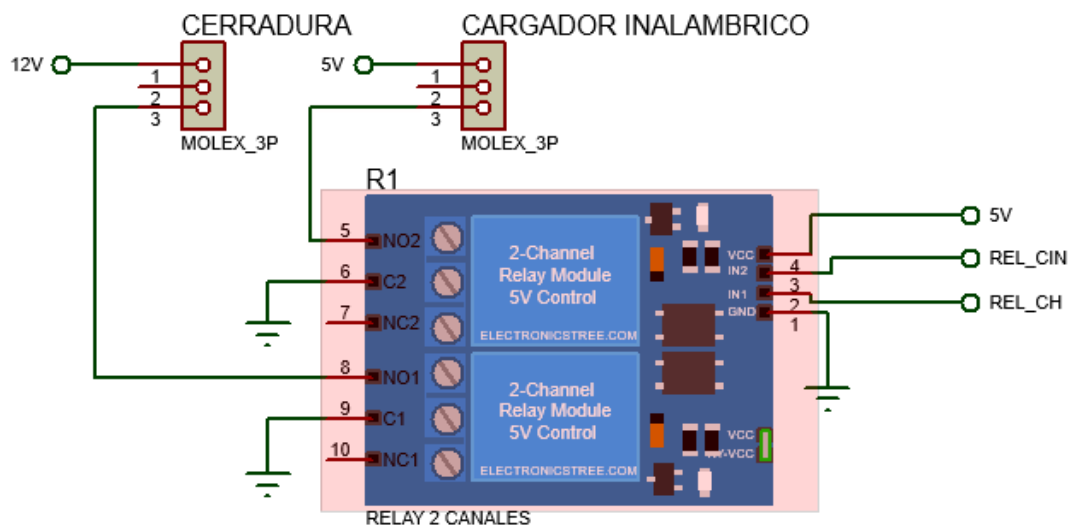 CERRADURA
CARGADOR INALAMBRICO
12V
1
2
3
MOLEX_3P
5V
1
2
3
MOLEX_3P
R1
5
NO2
6
C2
7
NC2
8
NO1
9
C1
10
NC1
2-Channel
Relay Module
5V Control
ELECTRONICSTREE.COM
2-Channel
Relay Module
5V Control
ELECTRONICSTREE.COM
VCC
IN2
IN1
GND
4
3
2
1
5V
REL_CIN
REL_CH
VCC
-VCC
RELAY 2 CANALES